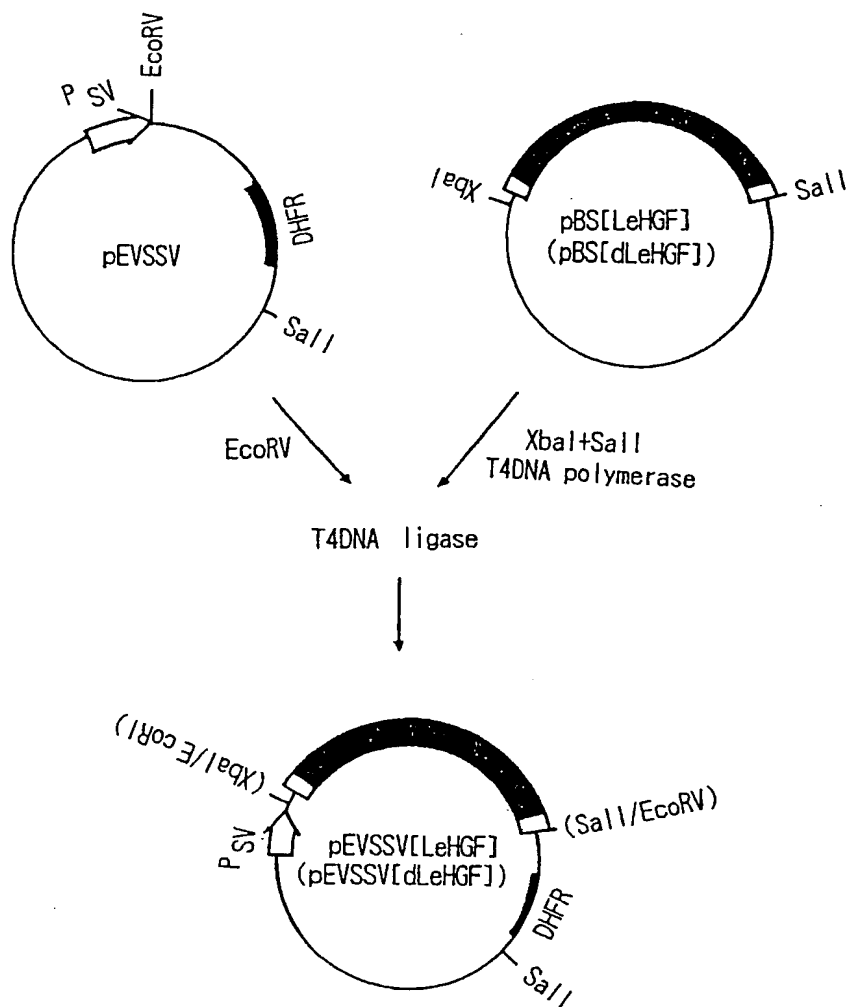 P SV
EcoRV
DHFR
pEVSSV
SalI
XbaI
SalI
pBS[LeHGF]
(pBS[dLeHGF])
EcoRV
XbaI+SalI
T4DNA polymerase
T4DNA ligase
(XbaI/EcoRI)
(SalI/EcoRV)
P SV
pEVSSV[LeHGF]
(pEVSSV[dLeHGF])
DHFR
SalI